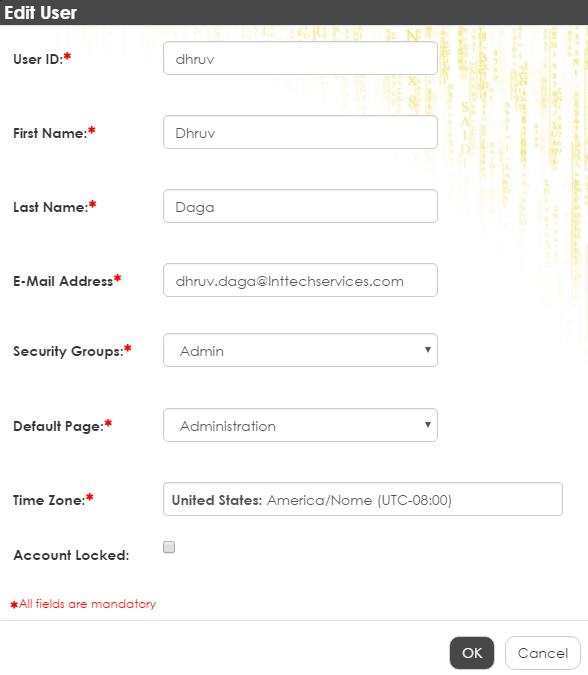 Edit User
User ID:* dhruv
First Name:* Dhruv
Last Name:* Daga
E-Mail Address* dhruv.daga@lnttechservices.com
Security Groups:* Admin
Default Page:* Administration
Time Zone:* United States: America/Nome (UTC-08:00)
Account Locked:
*All fields are mandatory
OK Cancel